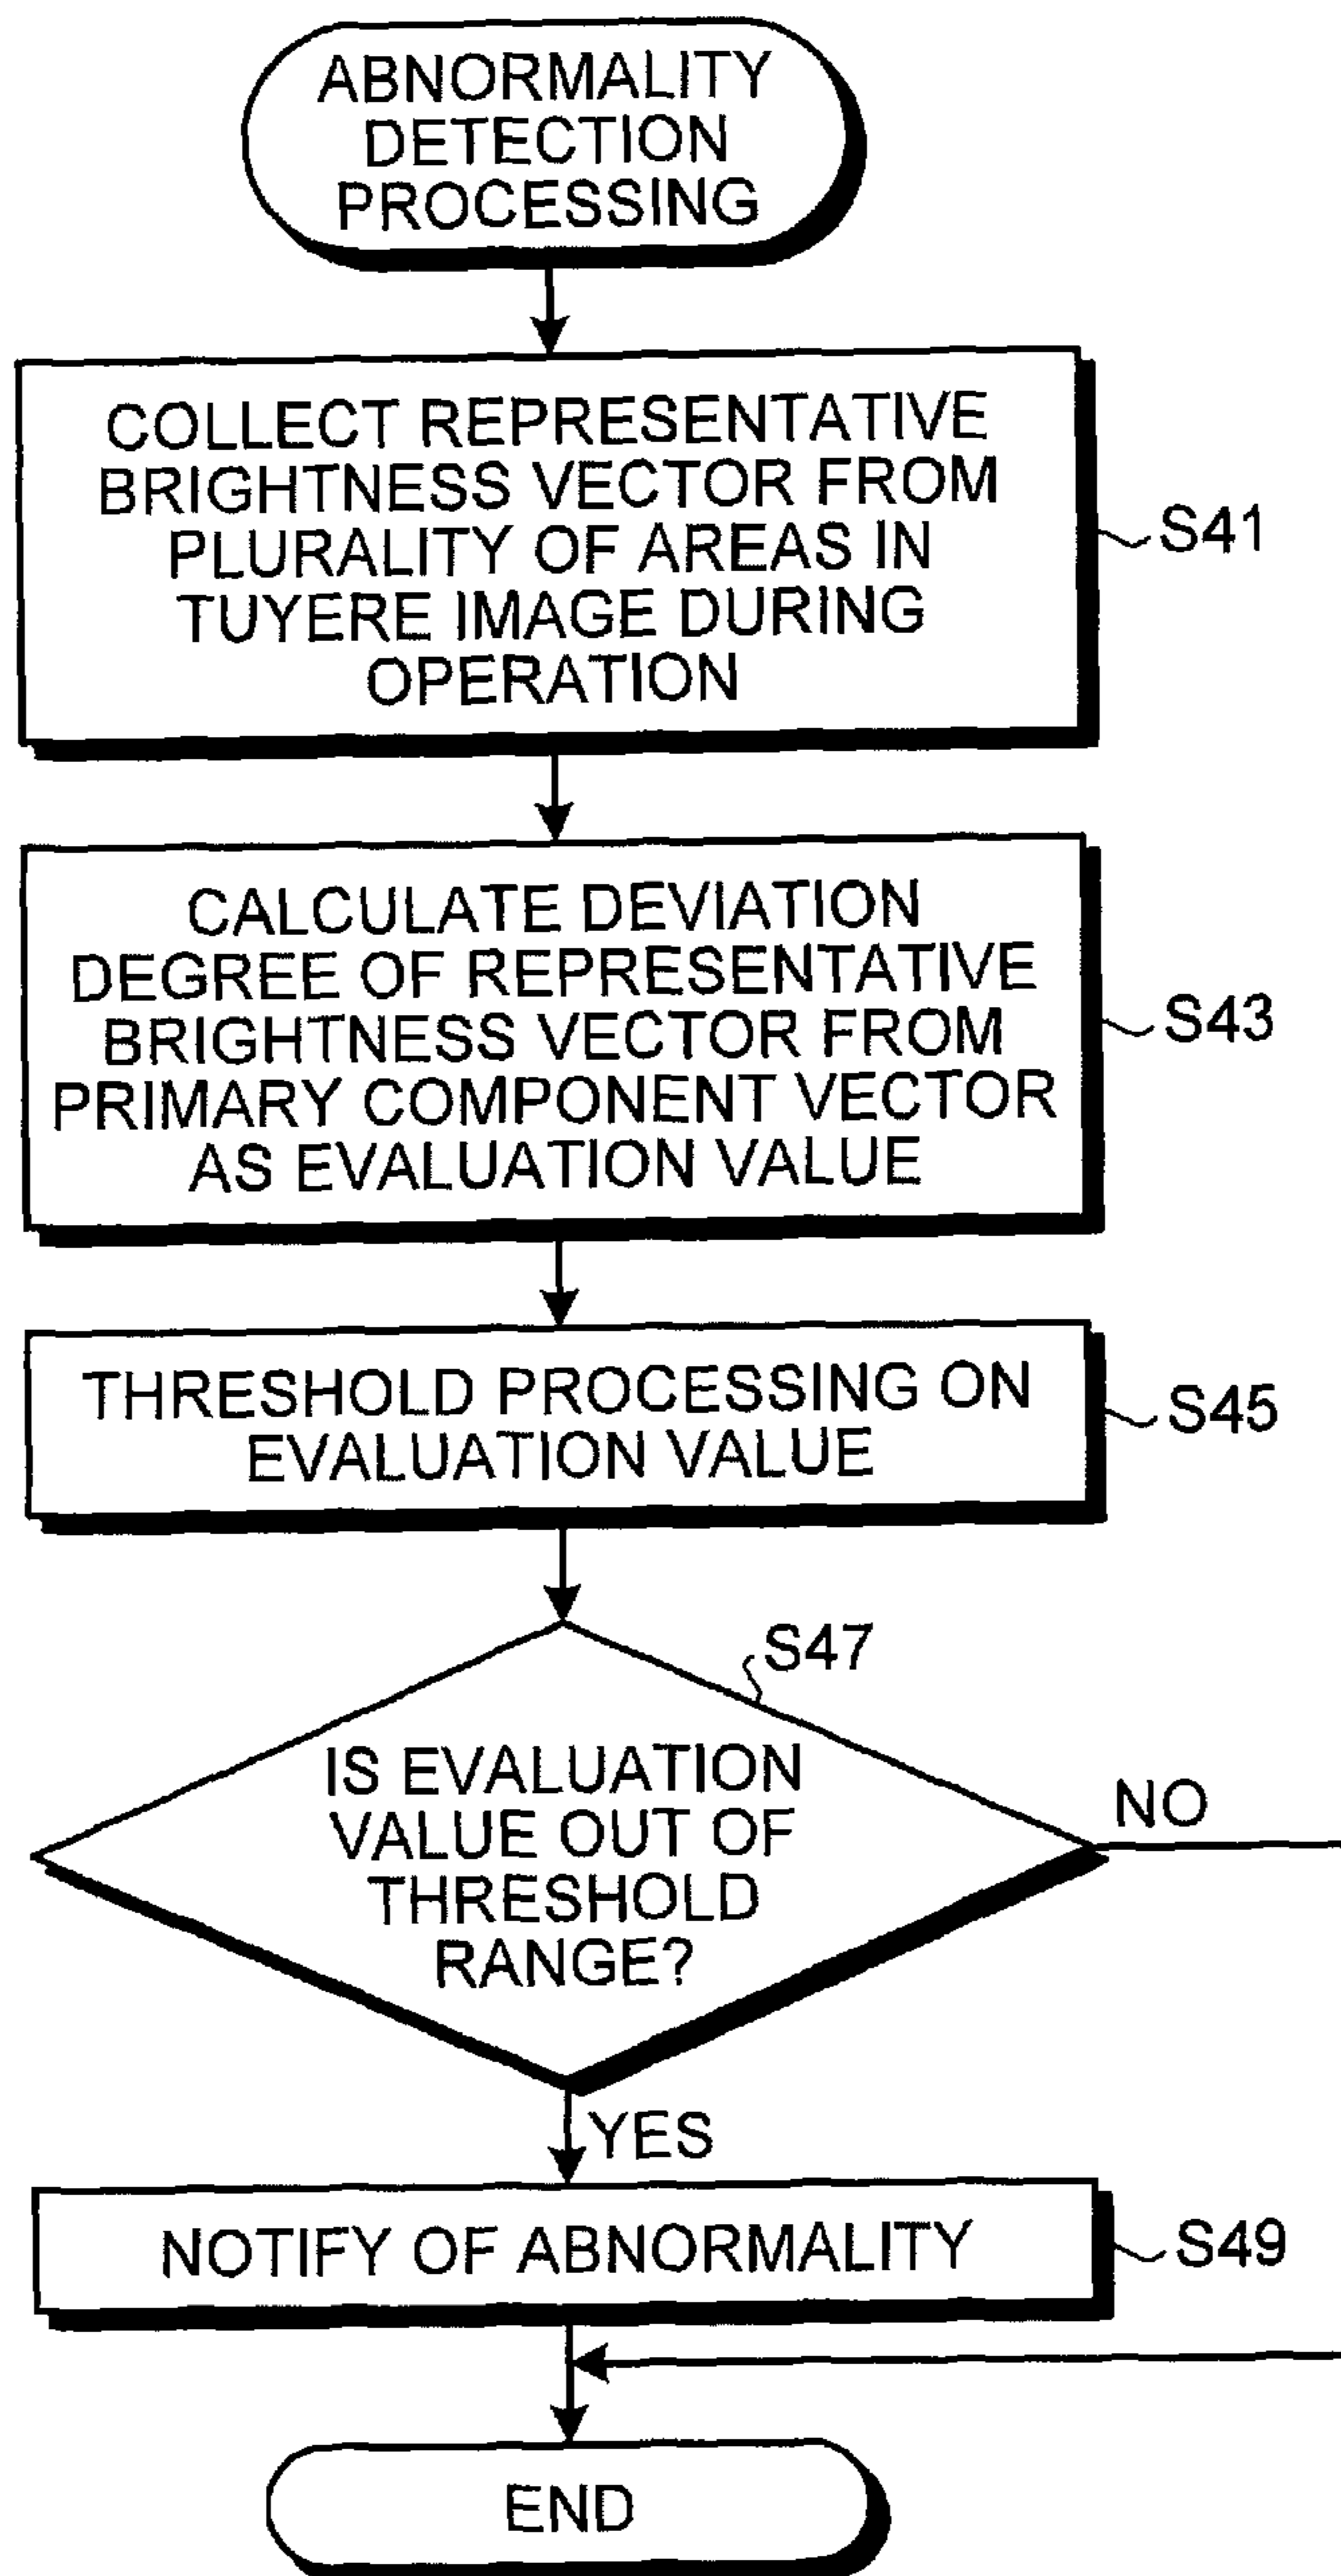 ABNORMALITY
DETECTION
PROCESSING
COLLECT REPRESENTATIVE
BRIGHTNESS VECTOR FROM
PLURALITY OF AREAS IN
TUYERE IMAGE DURING
OPERATION
S41
CALCULATE DEVIATION
DEGREE OF REPRESENTATIVE
BRIGHTNESS VECTOR FROM
PRIMARY COMPONENT VECTOR
AS EVALUATION VALUE
S43
THRESHOLD PROCESSING ON
EVALUATION VALUE
S45
S47
IS EVALUATION
VALUE OUT OF
THRESHOLD
RANGE?
NO
YES
NOTIFY OF ABNORMALITY
S49
END